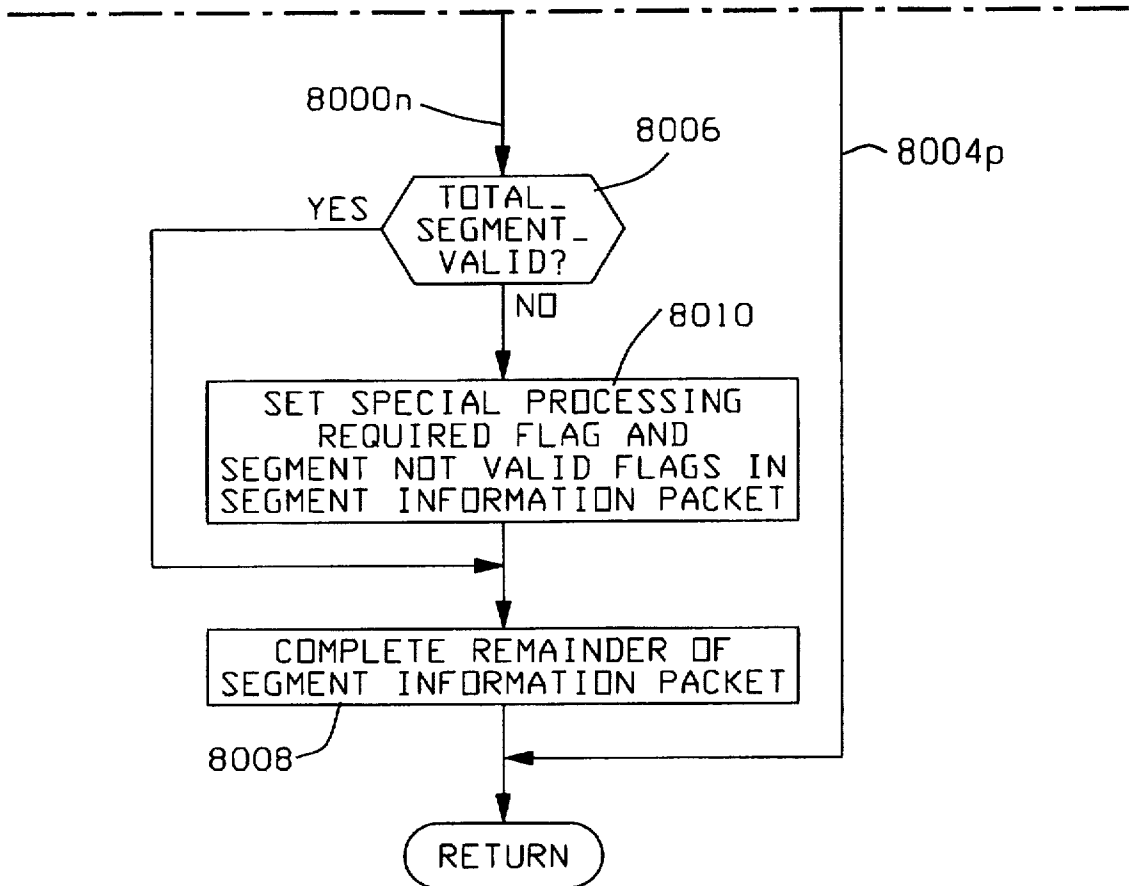 8000n
8006
8004p
YES
TOTAL_
SEGMENT_
VALID?
NO
8010
SET SPECIAL PROCESSING
REQUIRED FLAG AND
SEGMENT NOT VALID FLAGS IN
SEGMENT INFORMATION PACKET
COMPLETE REMAINDER OF
SEGMENT INFORMATION PACKET
8008
RETURN